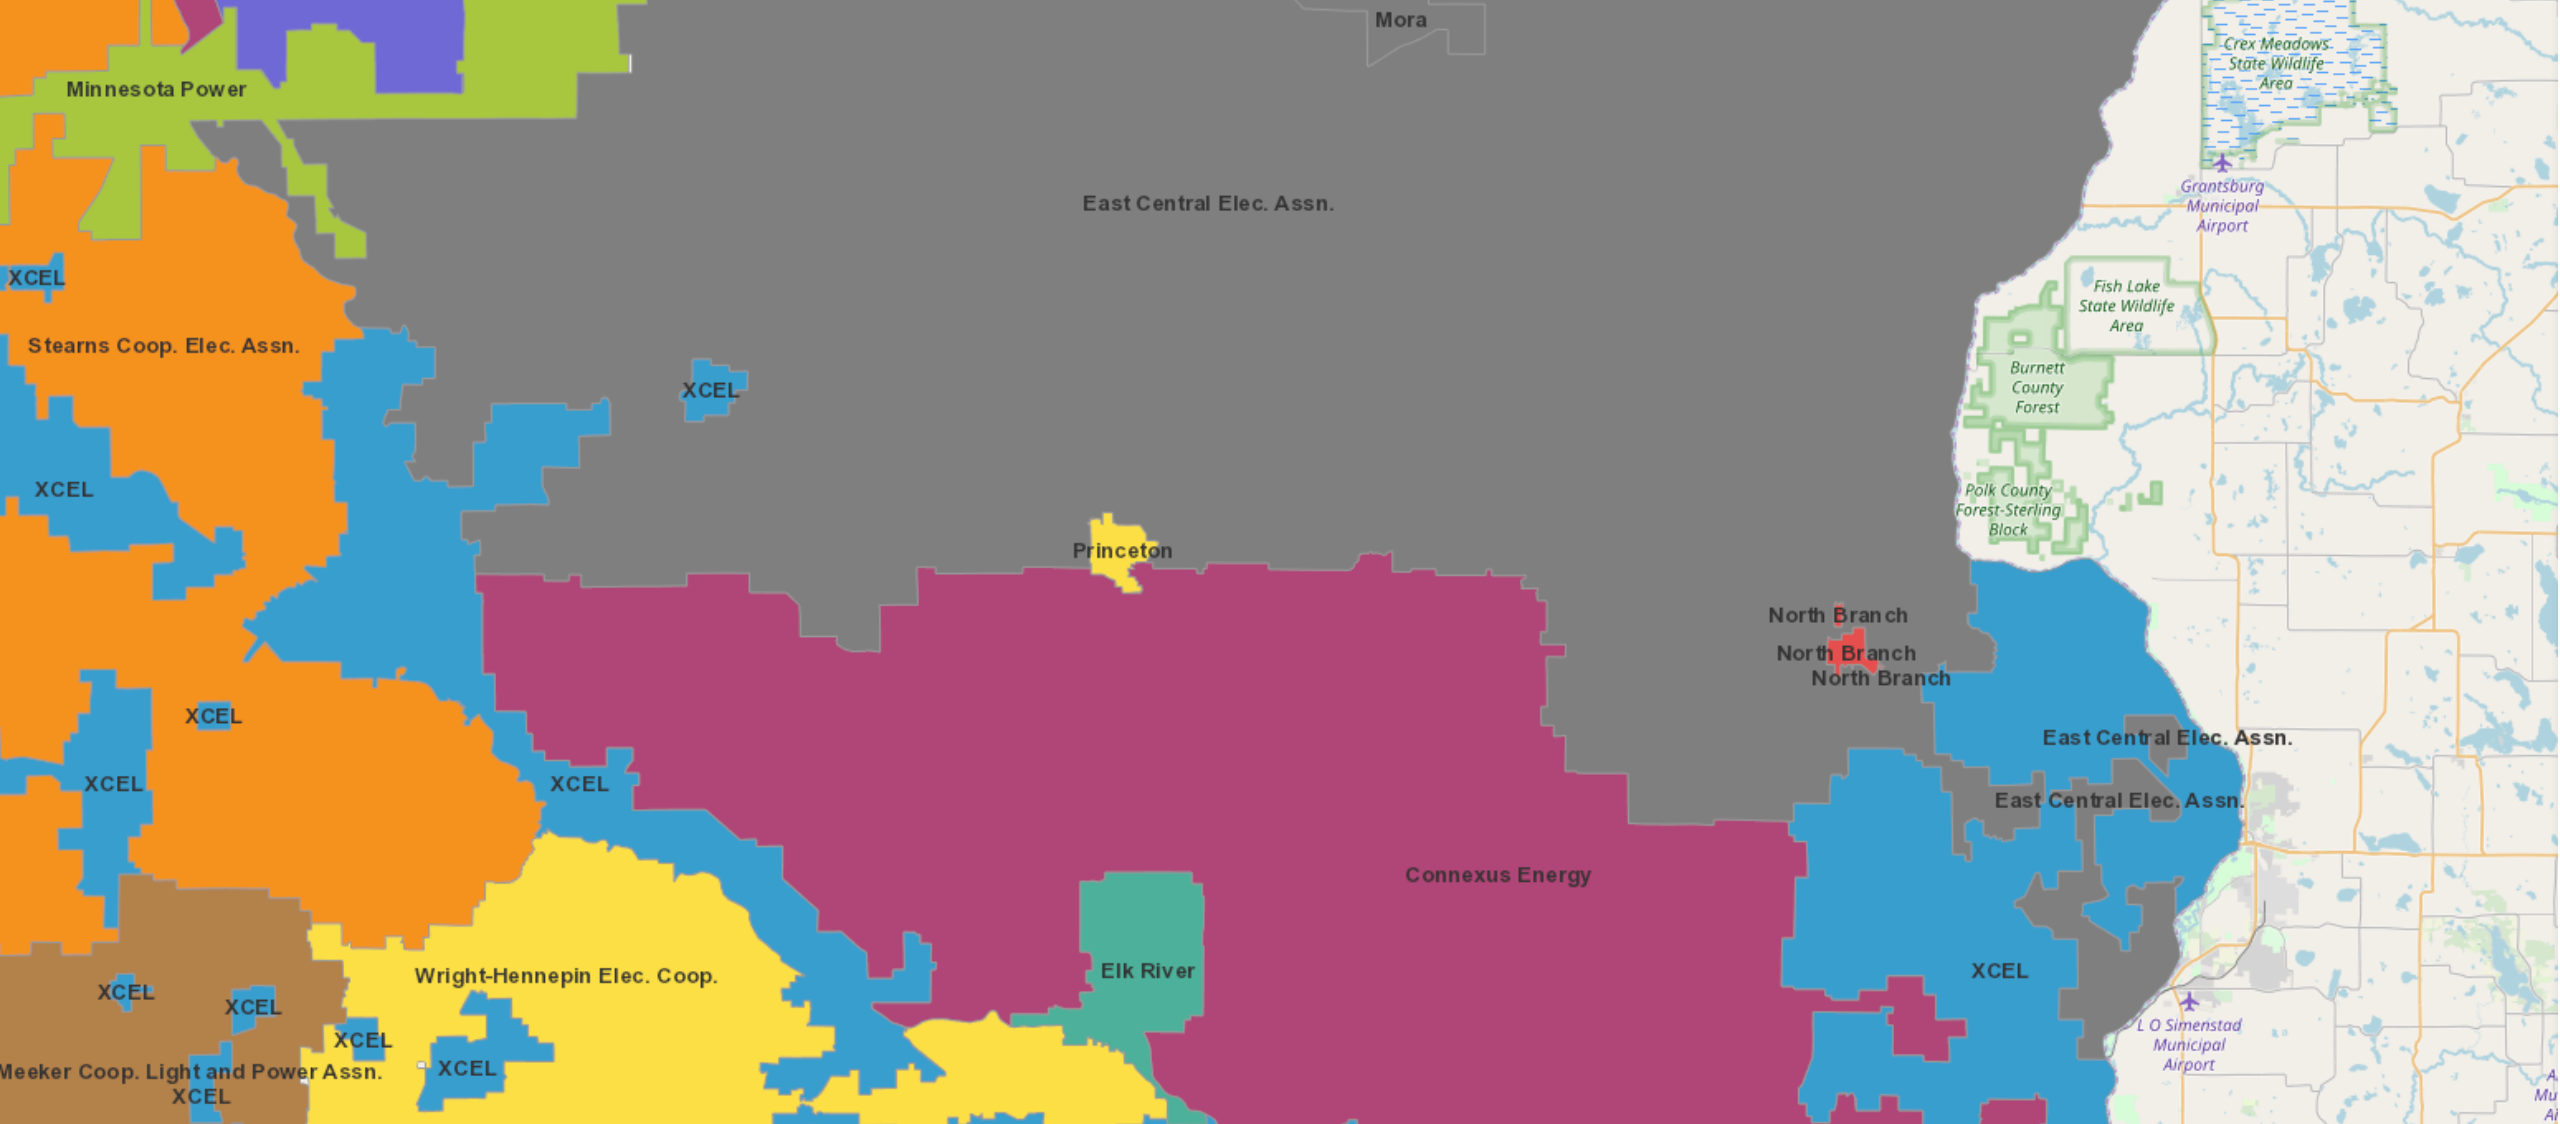 Mora
Crex Meadows
State Wildlife
Area
Minnesota Power
Grantsburg
Municipal
Airport
East Central Elec. Assn.
XCEL
Fish Lake
State Wildlife
Area
Stearns Coop. Elec. Assn.
XCEL
Burnett
County
Forest
XCEL
Polk County
Forest-Sterling
Block
Princeton
North Branch
North Branch
North Branch
XCEL
East Central Elec. Assn.
XCEL
XCEL
East Central Elec. Assn.
Connexus Energy
Wright-Hennepin Elec. Coop.
Elk River
XCEL
XCEL
XCEL
L O Simenstad
Municipal
Airport
XCEL
XCEL
Meeker Coop. Light and Power Assn.
XCEL
A
Mu
Ai